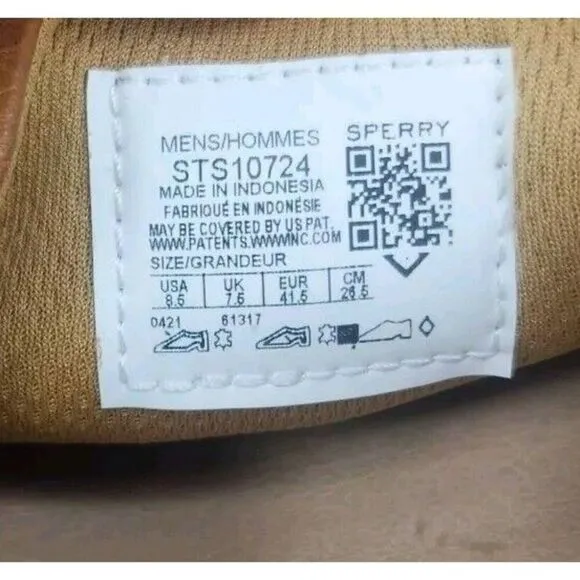 MENS/HOMMES
SPERRY
STS10724
MADE IN INDONESIA
FABRIQUÉ EN INDONÉSIE
MAY BE COVERED BY US PAT.
WWW.PATENTS.WWWINC.COM
SIZE/GRANDEUR
USA UK EUR CM
8.5 7.5 41.5 26.5
0421 61317